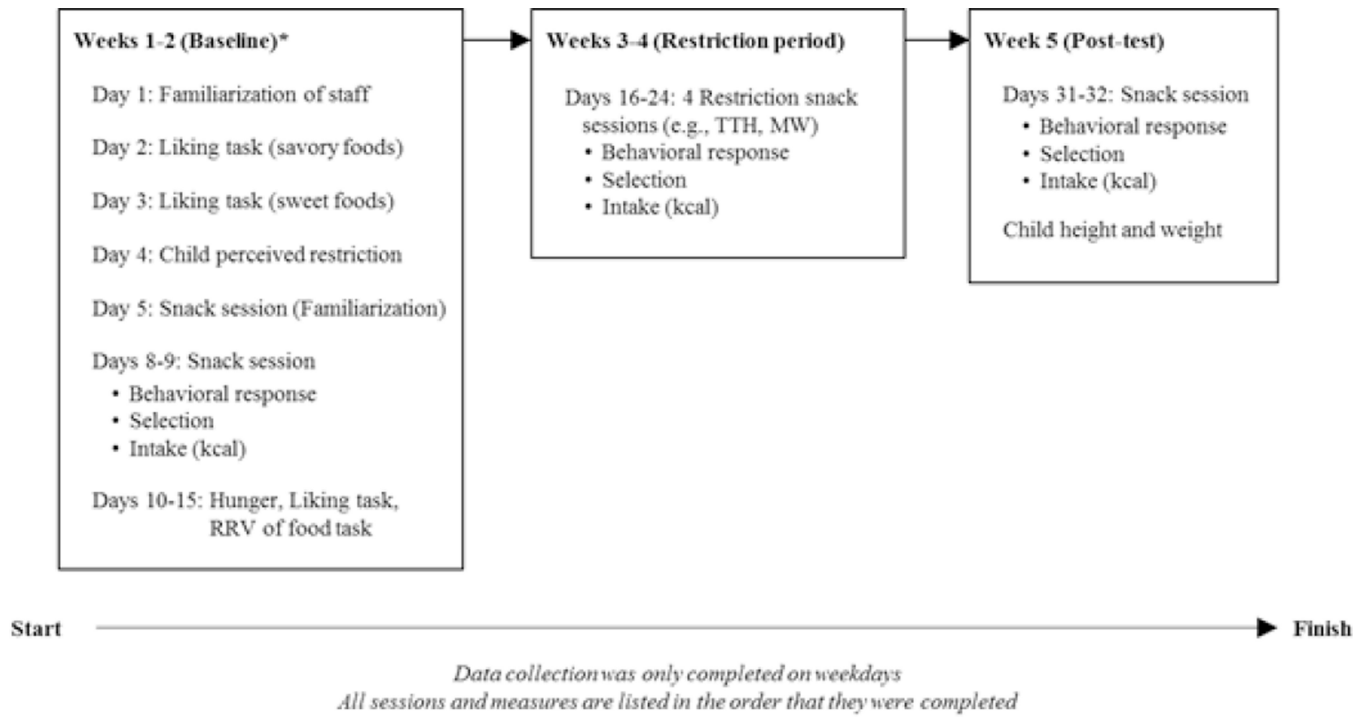 Weeks 1-2 (Baseline)*
Day 1: Familiarization of staff
Day 2: Liking task (savory foods)
Day 3: Liking task (sweet foods)
Day 4: Child perceived restriction
Day 5: Snack session (Familiarization)
Days 8-9: Snack session
• Behavioral response
• Selection
• Intake (kcal)
Days 10-15: Hunger, Liking task,
RRV of food task
Weeks 3-4 (Restriction period)
Days 16-24: 4 Restriction snack
sessions (e.g., TTH, MW)
• Behavioral response
• Selection
• Intake (kcal)
Week 5 (Post-test)
Days 31-32: Snack session
• Behavioral response
• Selection
• Intake (kcal)
Child height and weight
Start
Finish
Data collection was only completed on weekdays
All sessions and measures are listed in the order that they were completed